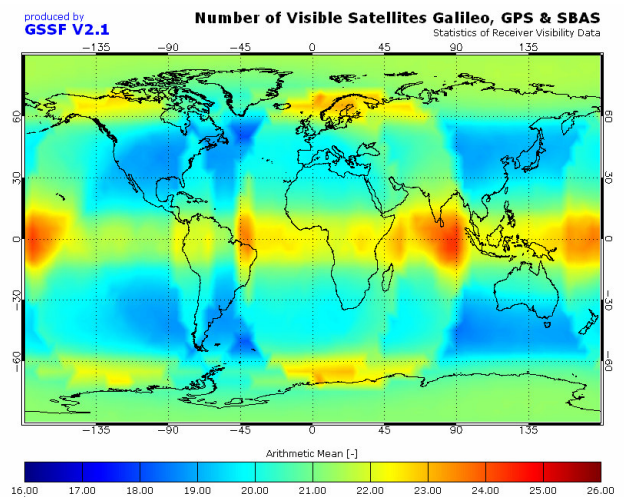 produced by
GSSF V2.1
Number of Visible Satellites Galileo, GPS & SBAS
Statistics of Receiver Visibility Data
−135 −90 −45 0 45 90 135
60 60
30 30
0 0
−30 −30
−60 −60
−135 −90 −45 0 45 90 135
Arithmetic Mean [-]
16.00 17.00 18.00 19.00 20.00 21.00 22.00 23.00 24.00 25.00 26.00